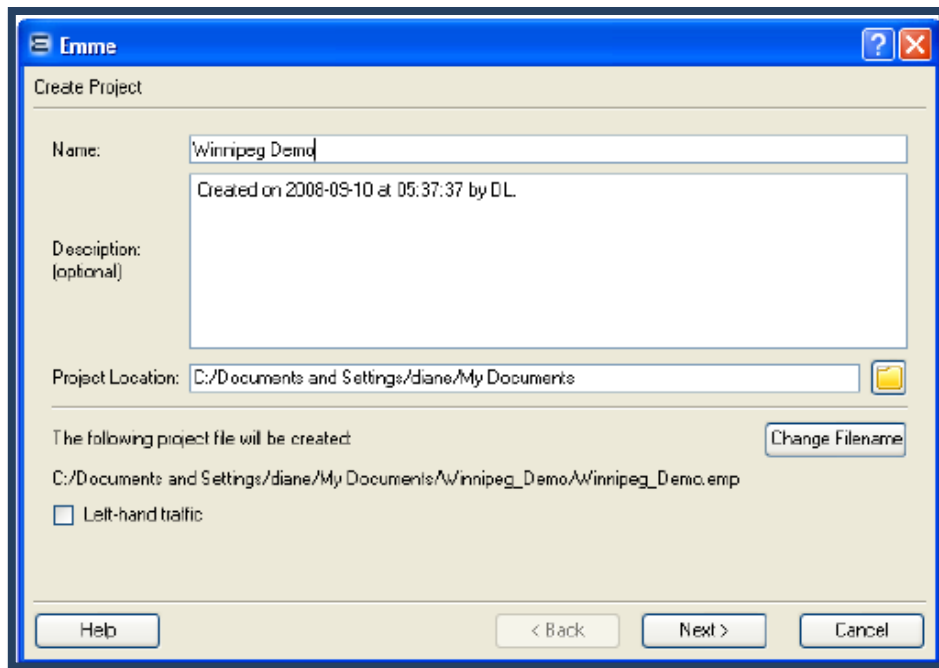 Emme
Create Project
Name:
Winnipeg Demo
Created on 2008-09-10 at 05:37:37 by DL.
Description:
(optional)
Project Location:
C:/Documents and Settings/diane/My Documents
The following project file will be created
Change Filename
C:/Documents and Settings/diane/My Documents/Winnipeg_Demo/Winnipeg_Demo.emp
Left-hand traffic
Help
< Back
Next >
Cancel